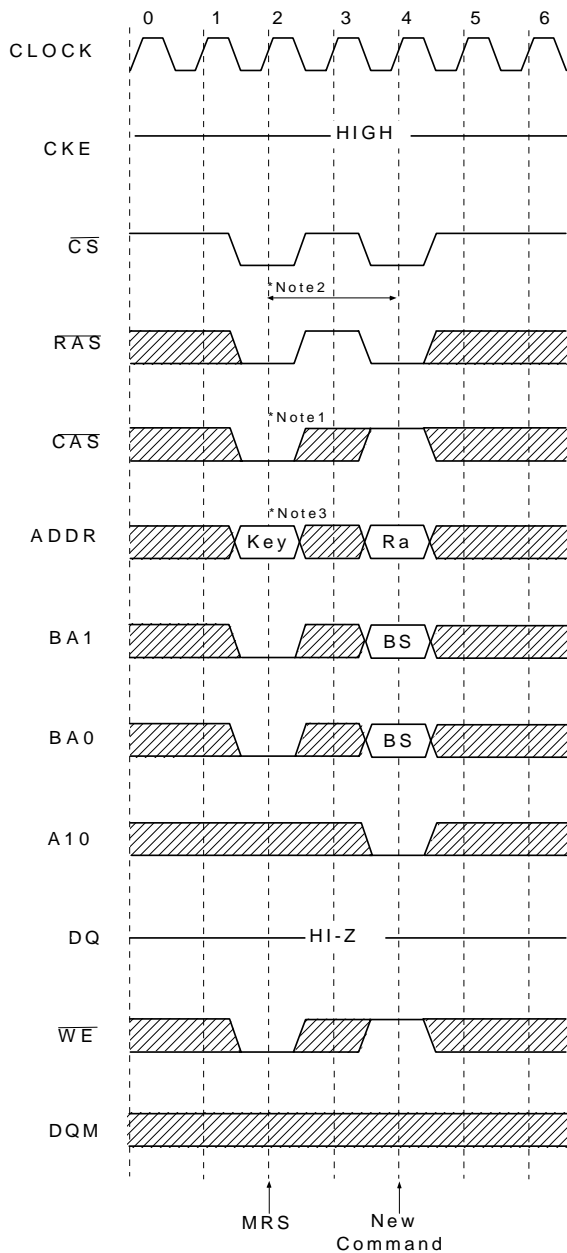 0 1 2 3 4 5 6
CLOCK
CKE
HIGH
CS
*Note2
RAS
*Note1
CAS
*Note3
ADDR
Key
Ra
BA1
BS
BA0
BS
A10
DQ
HI-Z
WE
DQM
MRS
New
Command